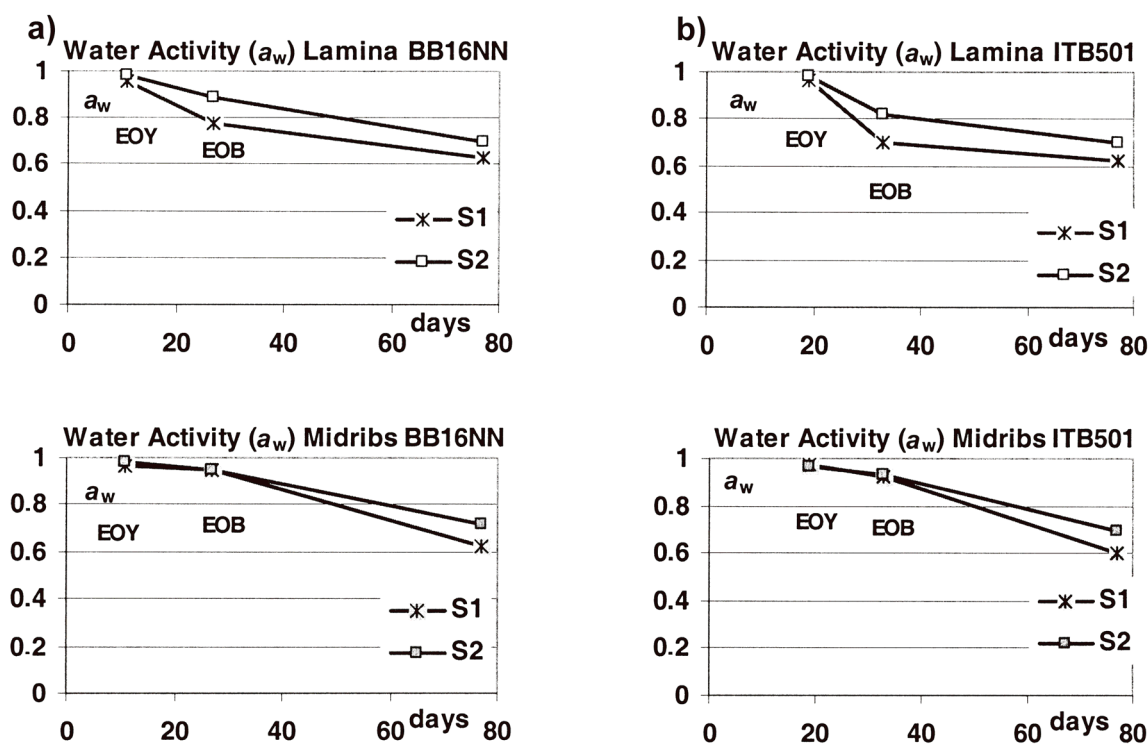 a)
Water Activity (aw) Lamina BB16NN
1
0.8
0.6
0.4
0.2
0
aw
EOY
EOB
S1
S2
days
0 20 40 60 80
b)
Water Activity (aw) Lamina ITB501
1
0.8
0.6
0.4
0.2
0
aw
EOY
EOB
S1
S2
days
0 20 40 60 80
Water Activity (aw) Midribs BB16NN
1
0.8
0.6
0.4
0.2
0
aw
EOY
EOB
S1
S2
days
0 20 40 60 80
Water Activity (aw) Midribs ITB501
1
0.8
0.6
0.4
0.2
0
aw
EOY
EOB
S1
S2
days
0 20 40 60 80